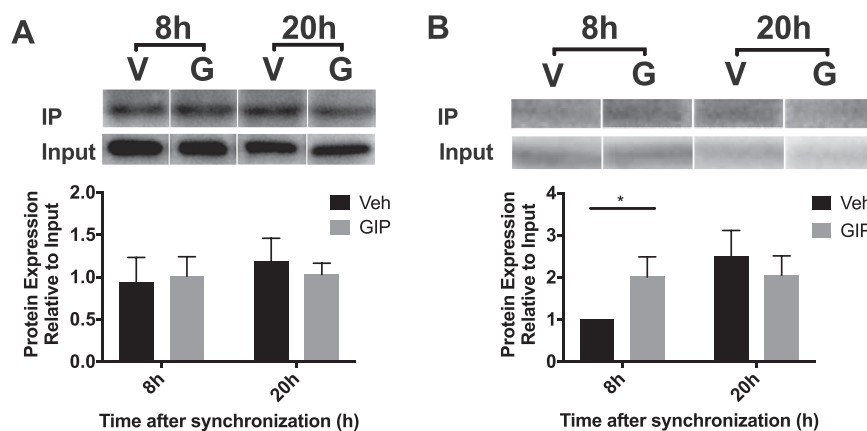 A
8h 20h
V G V G
IP
Input
Protein Expression
Relative to Input
2.0
1.5
1.0
0.5
0.0
Veh
GIP
8h
20h
Time after synchronization (h)
B
8h 20h
V G V G
IP
Input
Protein Expression
Relative to Input
4
3
2
1
0
*
Veh
GIP
8h
20h
Time after synchronization (h)